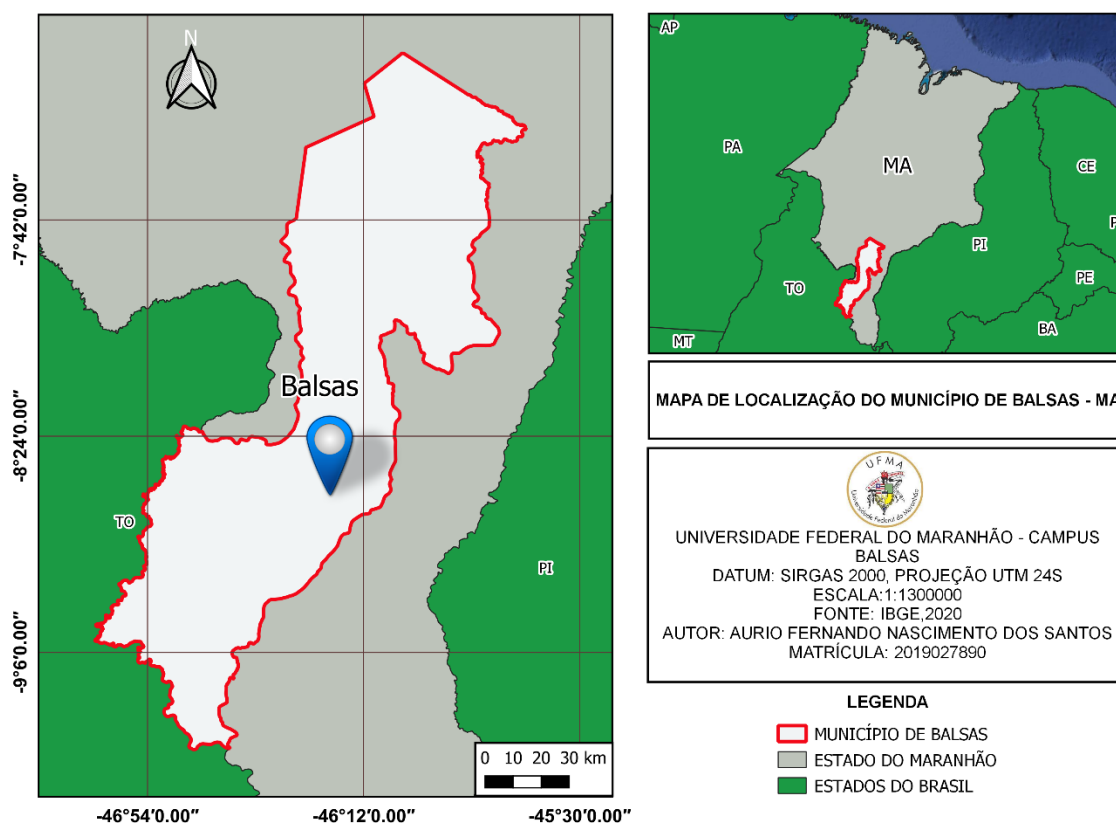 N
-7°42'0.00″
-8°24'0.00″
-9°6'0.00″
Balsas
TO
PI
0 10 20 30 km
-46°54'0.00″
-46°12'0.00″
-45°30'0.00″
AP
PA
MA
CE
P
PI
TO
PE
BA
MT
MAPA DE LOCALIZAÇÃO DO MUNICÍPIO DE BALSAS - MA
UFMA
Universidade Federal do Maranhão
UNIVERSIDADE FEDERAL DO MARANHÃO - CAMPUS
BALSAS
DATUM: SIRGAS 2000, PROJEÇÃO UTM 24S
ESCALA:1:1300000
FONTE: IBGE,2020
AUTOR: AURIO FERNANDO NASCIMENTO DOS SANTOS
MATRÍCULA: 2019027890
LEGENDA
MUNICÍPIO DE BALSAS
ESTADO DO MARANHÃO
ESTADOS DO BRASIL